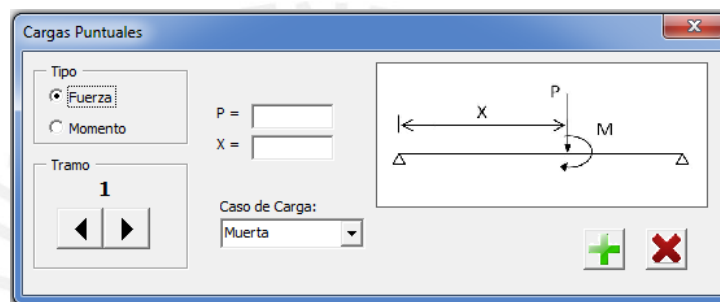 Cargas Puntuales
Tipo
Fuerza
Momento
P =
X =
Tramo
1
Caso de Carga:
Muerta
P
X
M